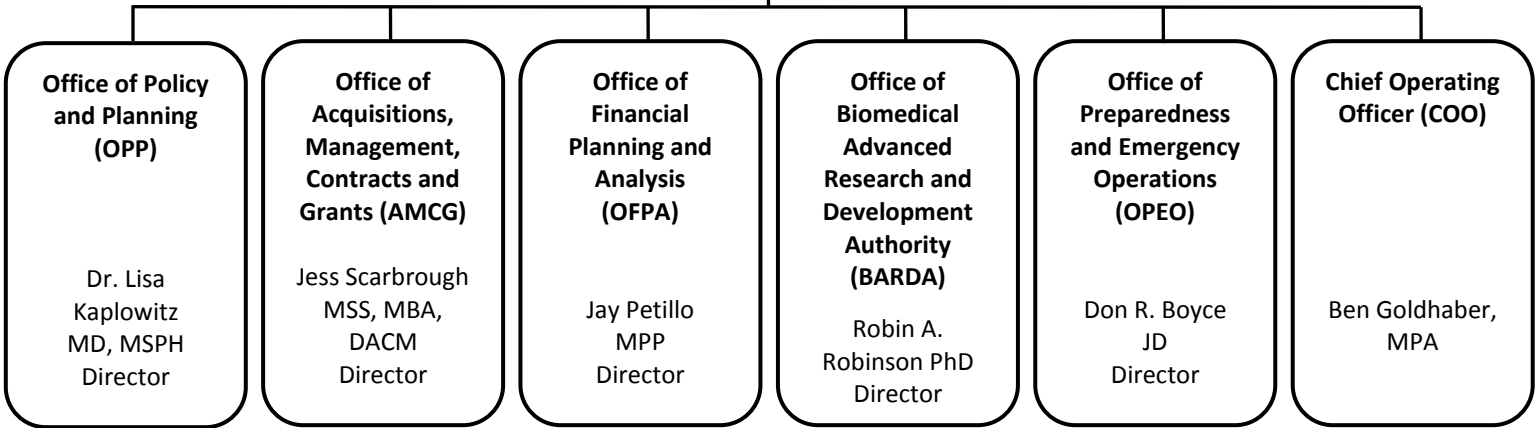 Office of Policy
and Planning
(OPP)
Dr. Lisa
Kaplowitz
MD, MSPH
Director
Office of
Acquisitions,
Management,
Contracts and
Grants (AMCG)
Jess Scarbrough
MSS, MBA,
DACM
Director
Office of
Financial
Planning and
Analysis
(OFPA)
Jay Petillo
MPP
Director
Office of
Biomedical
Advanced
Research and
Development
Authority
(BARDA)
Robin A.
Robinson PhD
Director
Office of
Preparedness
and Emergency
Operations
(OPEO)
Don R. Boyce
JD
Director
Chief Operating
Officer (COO)
Ben Goldhaber,
MPA